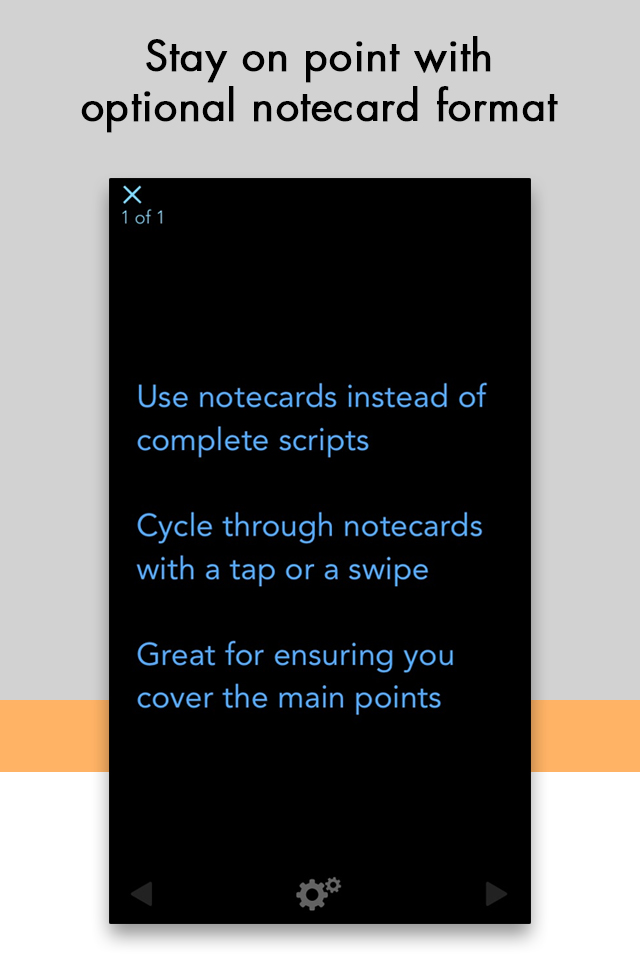 Stay on point with
optional notecard format
1 of 1
Use notecards instead of
complete scripts
Cycle through notecards
with a tap or a swipe
Great for ensuring you
cover the main points